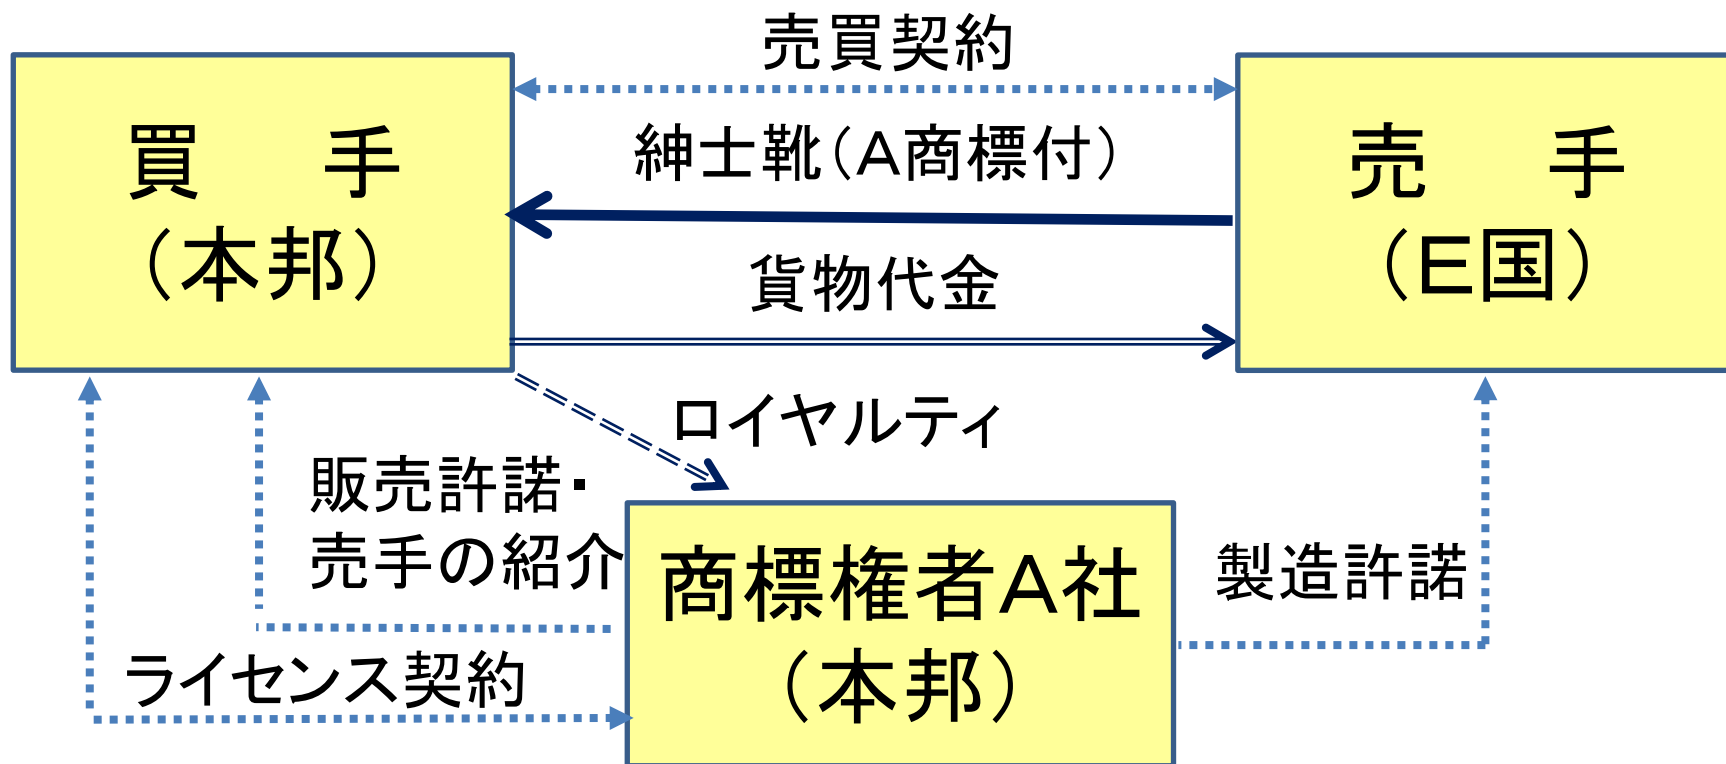 売買契約
買　　手
（本邦）
紳士靴（A商標付）
売　　手
（E国）
貨物代金
ロイヤルティ
販売許諾・
売手の紹介
商標権者A社
（本邦）
製造許諾
ライセンス契約